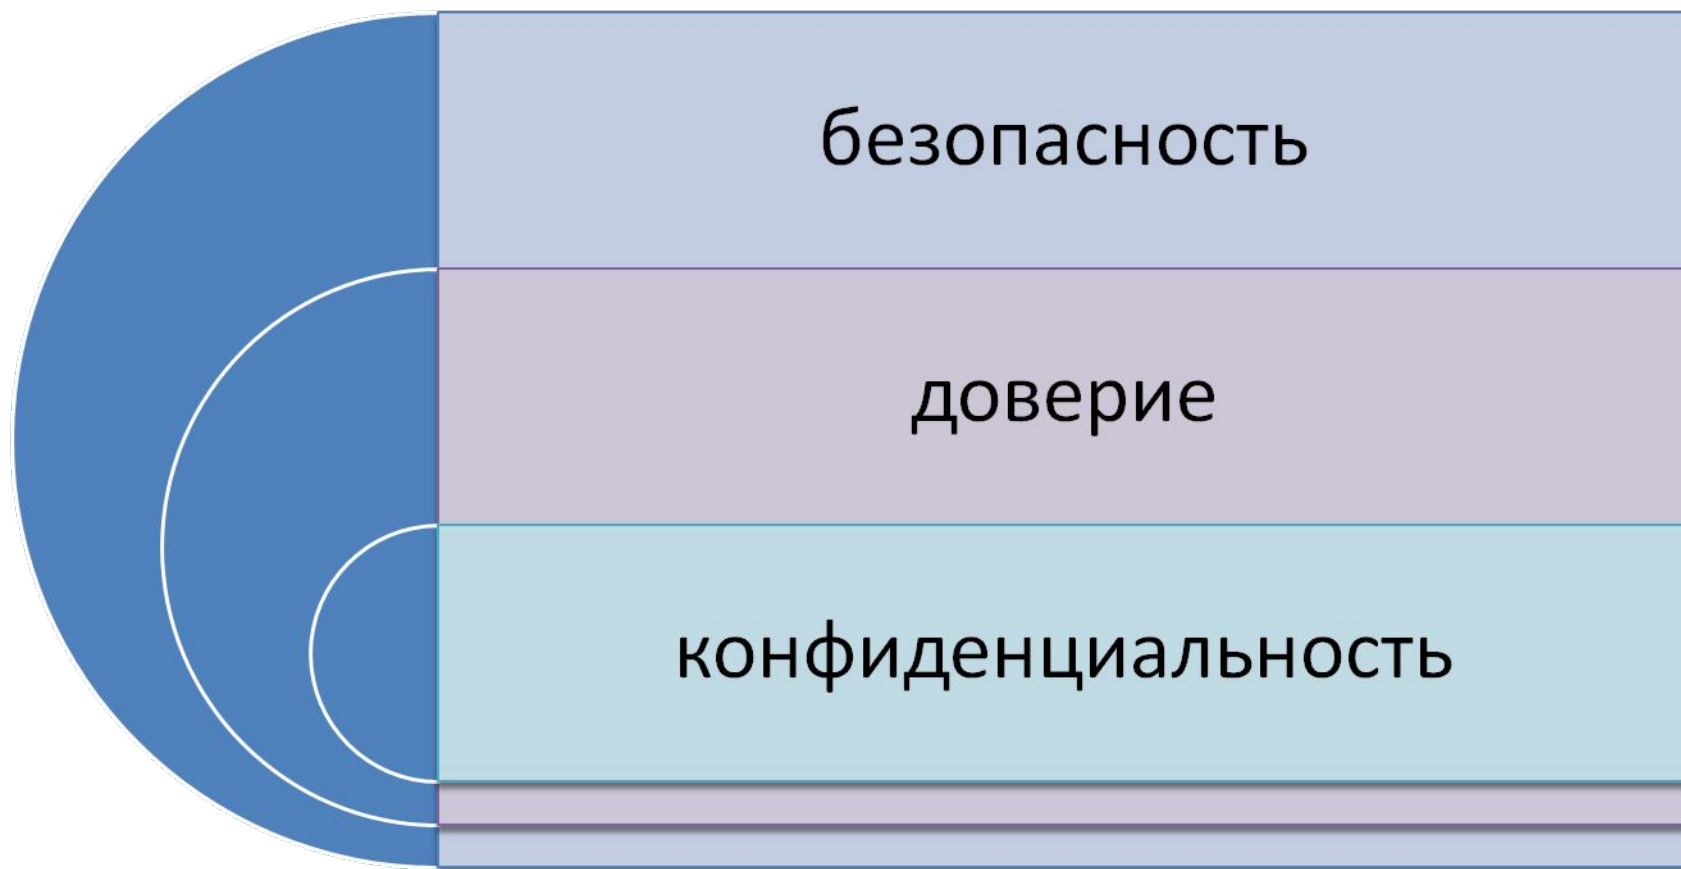 безопасность
доверие
конфиденциальность